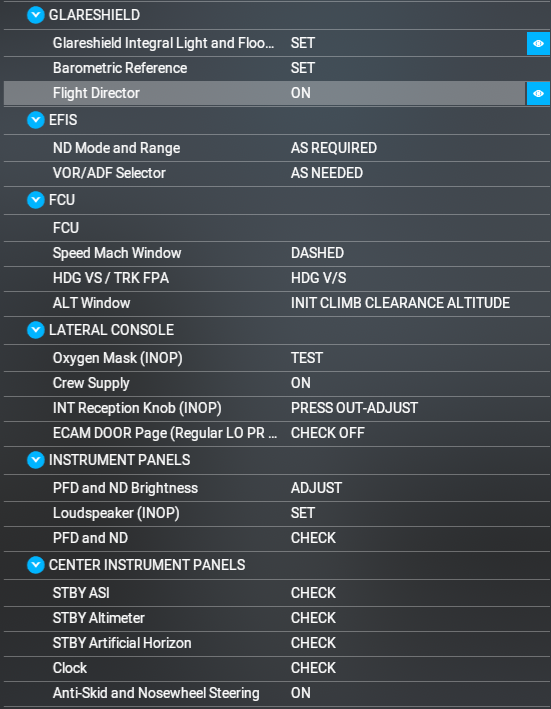 GLARESHIELD
Glareshield Integral Light and Floo... SET
Barometric Reference SET
Flight Director ON
EFIS
ND Mode and Range AS REQUIRED
VOR/ADF Selector AS NEEDED
FCU
FCU
Speed Mach Window DASHED
HDG VS / TRK FPA HDG V/S
ALT Window INIT CLIMB CLEARANCE ALTITUDE
LATERAL CONSOLE
Oxygen Mask (INOP) TEST
Crew Supply ON
INT Reception Knob (INOP) PRESS OUT-ADJUST
ECAM DOOR Page (Regular LO PR ... CHECK OFF
INSTRUMENT PANELS
PFD and ND Brightness ADJUST
Loudspeaker (INOP) SET
PFD and ND CHECK
CENTER INSTRUMENT PANELS
STBY ASI CHECK
STBY Altimeter CHECK
STBY Artificial Horizon CHECK
Clock CHECK
Anti-Skid and Nosewheel Steering ON